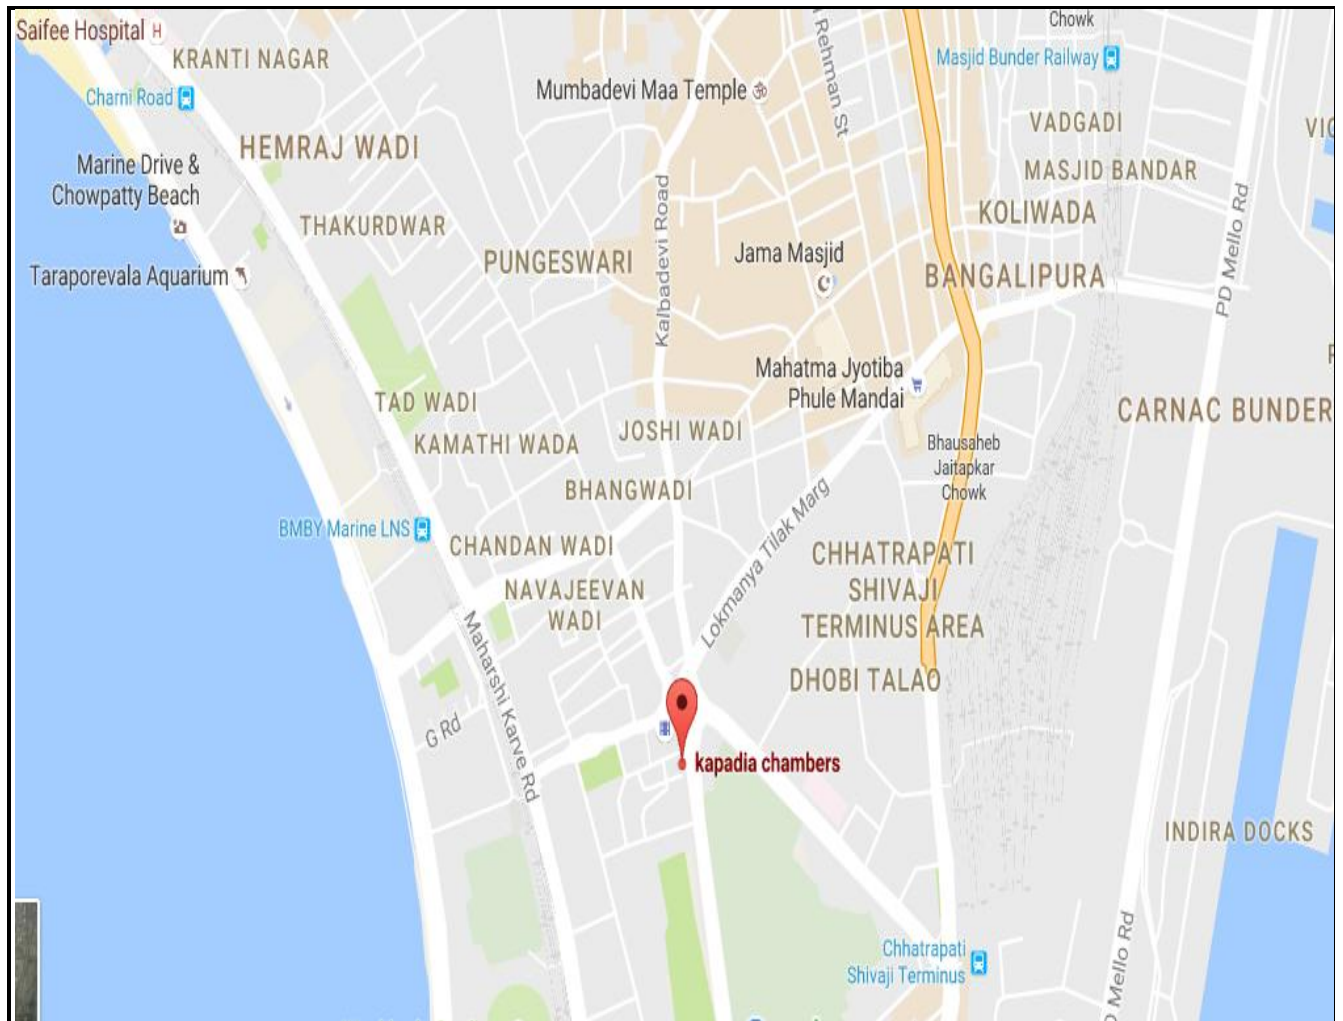 Saifee Hospital H
KRANTI NAGAR
Chowk
Masjid Bunder Railway
Rehman St
Charni Road
Mumbadevi Maa Temple
VADGADI
HEMRAJ WADI
Marine Drive &
Chowpatty Beach
MASJID BANDAR
THAKURDWAR
KOLIWADA
PD Mello Rd
Kalbadevi Road
PUNGESWARI
Jama Masjid
Taraporevala Aquarium
BANGALIPURA
Mahatma Jyotiba
Phule Mandai
TAD WADI
CARNAC BUNDER
KAMATHI WADA
JOSHI WADI
Bhausaheb
Jaitapkar
Chowk
BHANGWADI
BMBY Marine LNS
CHANDAN WADI
Lokmanya Tilak Marg
CHHATRAPATI
SHIVAJI
TERMINUS AREA
NAVAJEEVAN
WADI
Maharshi Karve Rd
DHOBI TALAO
G Rd
kapadia chambers
INDIRA DOCKS
Chhatrapati
Shivaji Terminus
Mello Rd